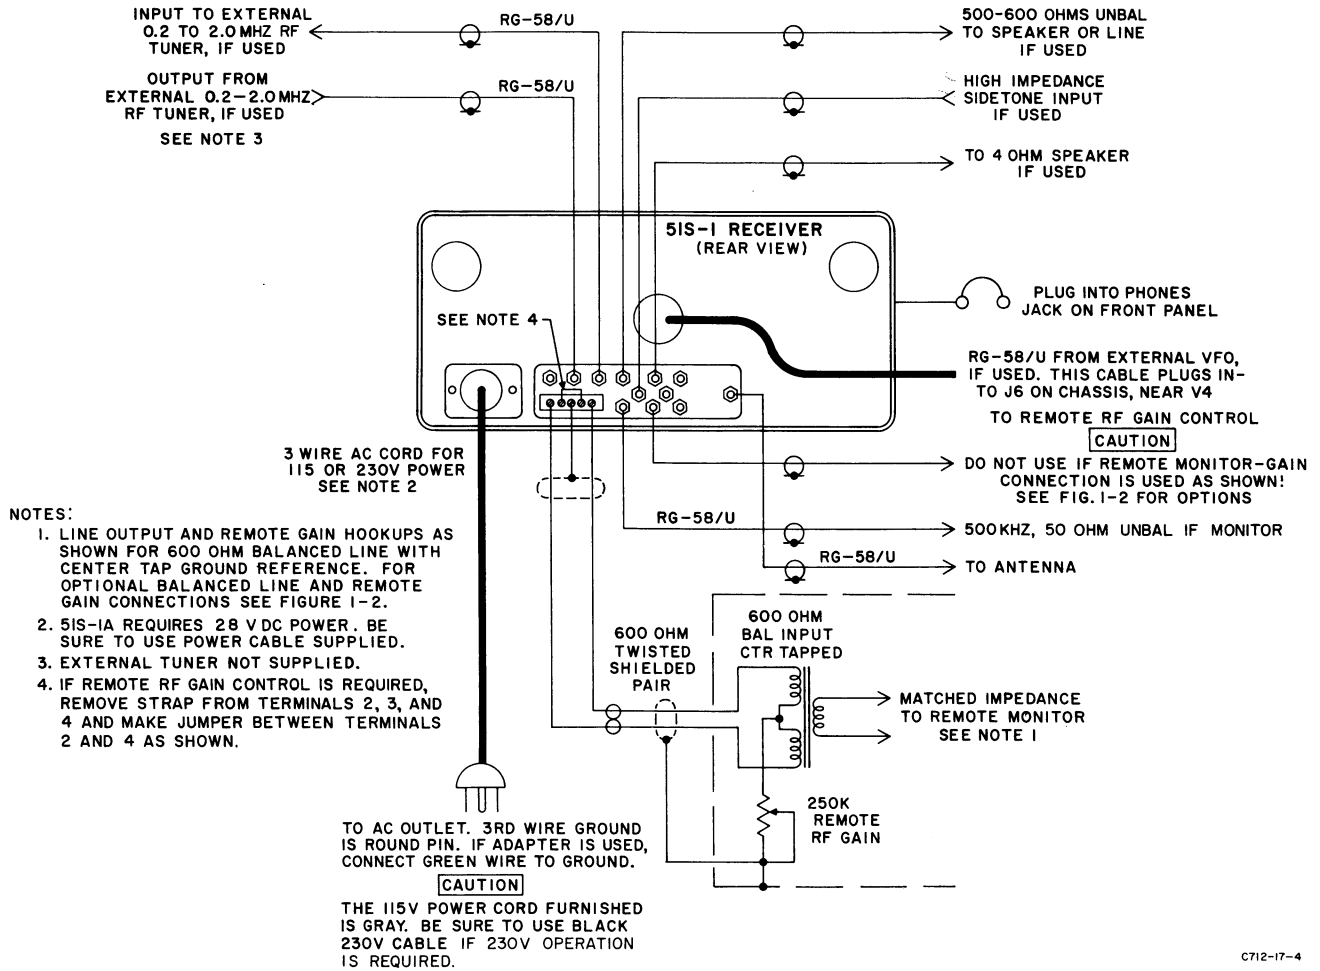 INPUT TO EXTERNAL
0.2 TO 2.0MHZ RF
TUNER, IF USED
RG-58/U
OUTPUT FROM
EXTERNAL 0.2-2.0MHZ
RF TUNER, IF USED
SEE NOTE 3
RG-58/U
500-600 OHMS UNBAL
TO SPEAKER OR LINE
IF USED
HIGH IMPEDANCE
SIDETONE INPUT
IF USED
TO 4 OHM SPEAKER
IF USED
51S-1 RECEIVER
(REAR VIEW)
SEE NOTE 4
PLUG INTO PHONES
JACK ON FRONT PANEL
RG-58/U FROM EXTERNAL VFO,
IF USED. THIS CABLE PLUGS IN-
TO J6 ON CHASSIS, NEAR V4
TO REMOTE RF GAIN CONTROL
CAUTION
DO NOT USE IF REMOTE MONITOR-GAIN
CONNECTION IS USED AS SHOWN!
SEE FIG. 1-2 FOR OPTIONS
RG-58/U
500KHZ, 50 OHM UNBAL IF MONITOR
RG-58/U
TO ANTENNA
3 WIRE AC CORD FOR
115 OR 230V POWER
SEE NOTE 2
NOTES:
1. LINE OUTPUT AND REMOTE GAIN HOOKUPS AS
SHOWN FOR 600 OHM BALANCED LINE WITH
CENTER TAP GROUND REFERENCE. FOR
OPTIONAL BALANCED LINE AND REMOTE
GAIN CONNECTIONS SEE FIGURE 1-2.
2. 51S-1A REQUIRES 28 V DC POWER. BE
SURE TO USE POWER CABLE SUPPLIED.
3. EXTERNAL TUNER NOT SUPPLIED.
4. IF REMOTE RF GAIN CONTROL IS REQUIRED,
REMOVE STRAP FROM TERMINALS 2, 3, AND
4 AND MAKE JUMPER BETWEEN TERMINALS
2 AND 4 AS SHOWN.
600 OHM
TWISTED
SHIELDED
PAIR
600 OHM
BAL INPUT
CTR TAPPED
MATCHED IMPEDANCE
TO REMOTE MONITOR
SEE NOTE 1
250K
REMOTE
RF GAIN
TO AC OUTLET. 3RD WIRE GROUND
IS ROUND PIN. IF ADAPTER IS USED,
CONNECT GREEN WIRE TO GROUND.
CAUTION
THE 115V POWER CORD FURNISHED
IS GRAY. BE SURE TO USE BLACK
230V CABLE IF 230V OPERATION
IS REQUIRED.
C712-17-4